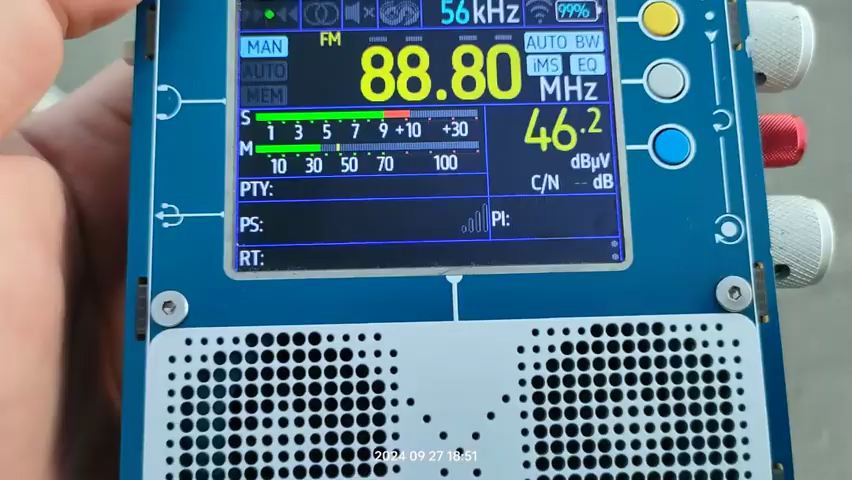 56kHz 99%
MAN FM AUTO BW
AUTO 88.80 iMS EQ
MEM MHz
S 1 3 5 7 9 +10 +30 46.2
M 10 30 50 70 100 dBµV
PTY: C/N -- dB
PS: PI:
RT:
2024 09 27 18:51